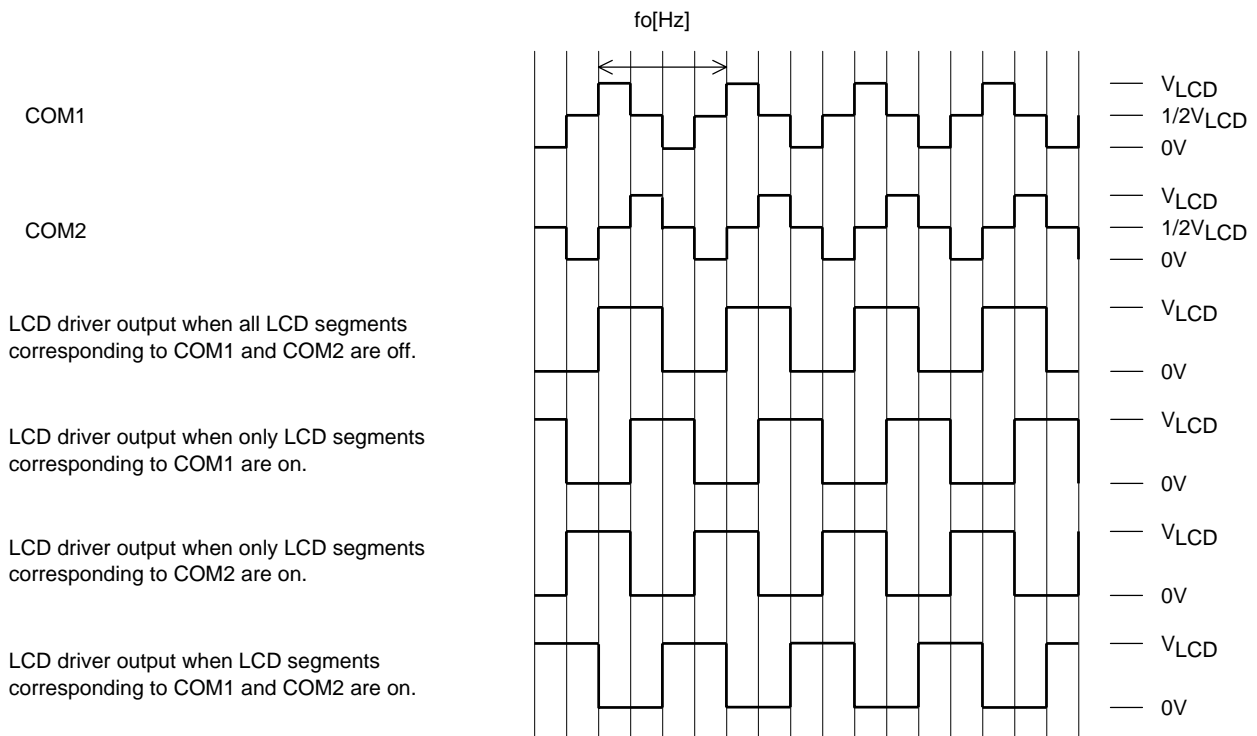 fo[Hz]
COM1
VLCD
1/2VLCD
0V
COM2
VLCD
1/2VLCD
0V
LCD driver output when all LCD segments
corresponding to COM1 and COM2 are off.
VLCD
0V
LCD driver output when only LCD segments
corresponding to COM1 are on.
VLCD
0V
LCD driver output when only LCD segments
corresponding to COM2 are on.
VLCD
0V
LCD driver output when LCD segments
corresponding to COM1 and COM2 are on.
VLCD
0V